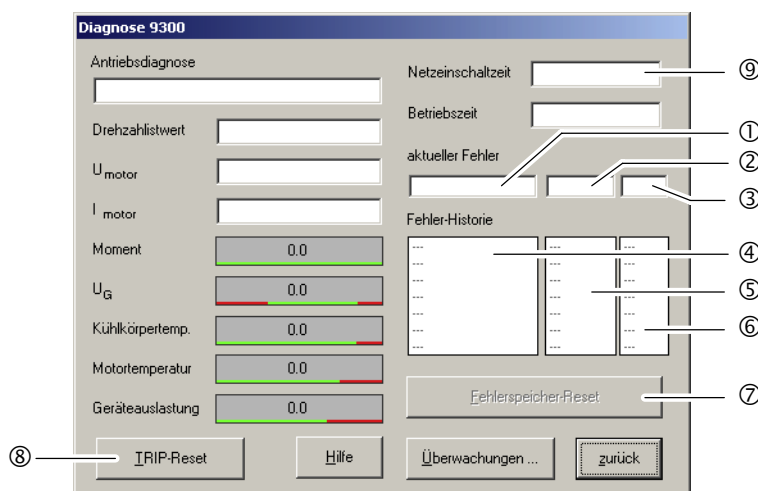 Diagnose 9300
Antriebsdiagnose
Drehzahlistwert
U motor
I motor
Moment 0.0
U G 0.0
Kühlkörpertemp. 0.0
Motortemperatur 0.0
Geräteauslastung 0.0
Netzeinschaltzeit ⑨
Betriebszeit
aktueller Fehler ①
②
③
Fehler-Historie
--- --- --- ④
--- --- ---
--- --- --- ⑤
--- --- ---
--- --- ---
--- --- --- ⑥
--- --- ---
Fehlerspeicher-Reset ⑦
⑧ TRIP-Reset Hilfe Überwachungen ... zurück